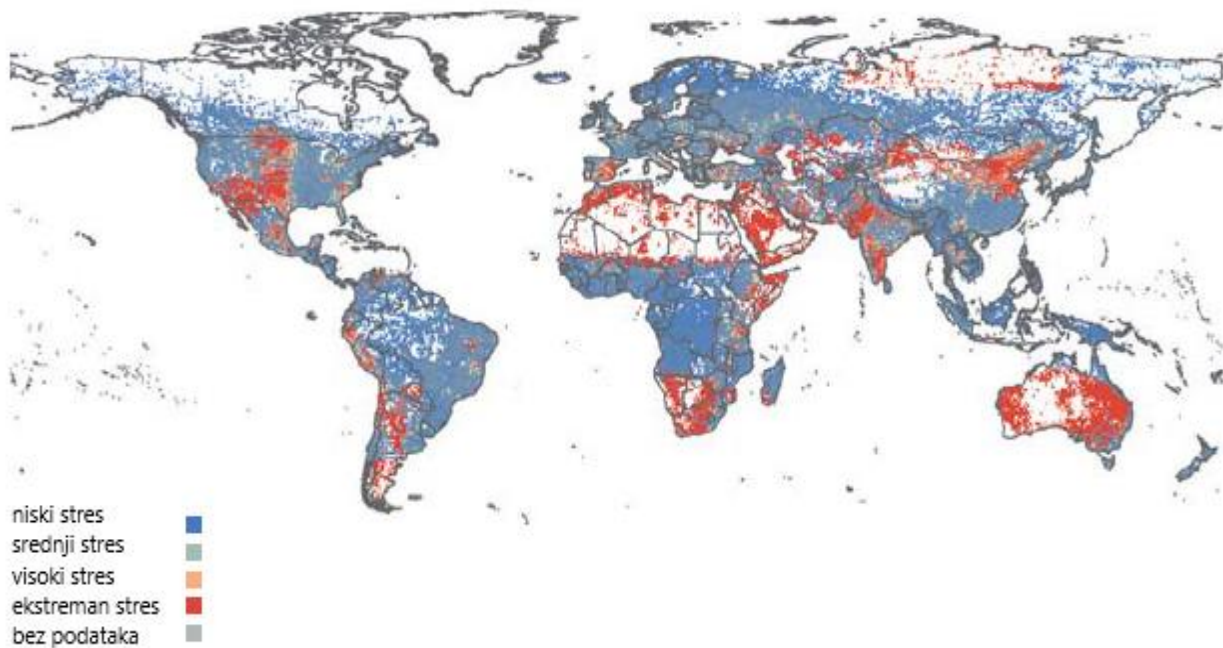 niski stres
srednji stres
visoki stres
ekstreman stres
bez podataka